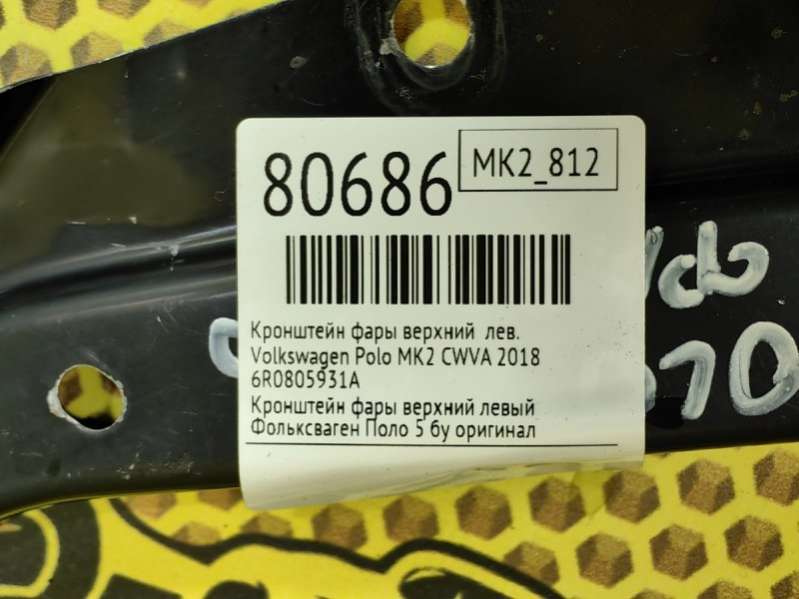 80686
MK2_812
Кронштейн фары верхний лев.
Volkswagen Polo MK2 CWVA 2018
6R0805931A
Кронштейн фары верхний левый
Фольксваген Поло 5 бу оригинал